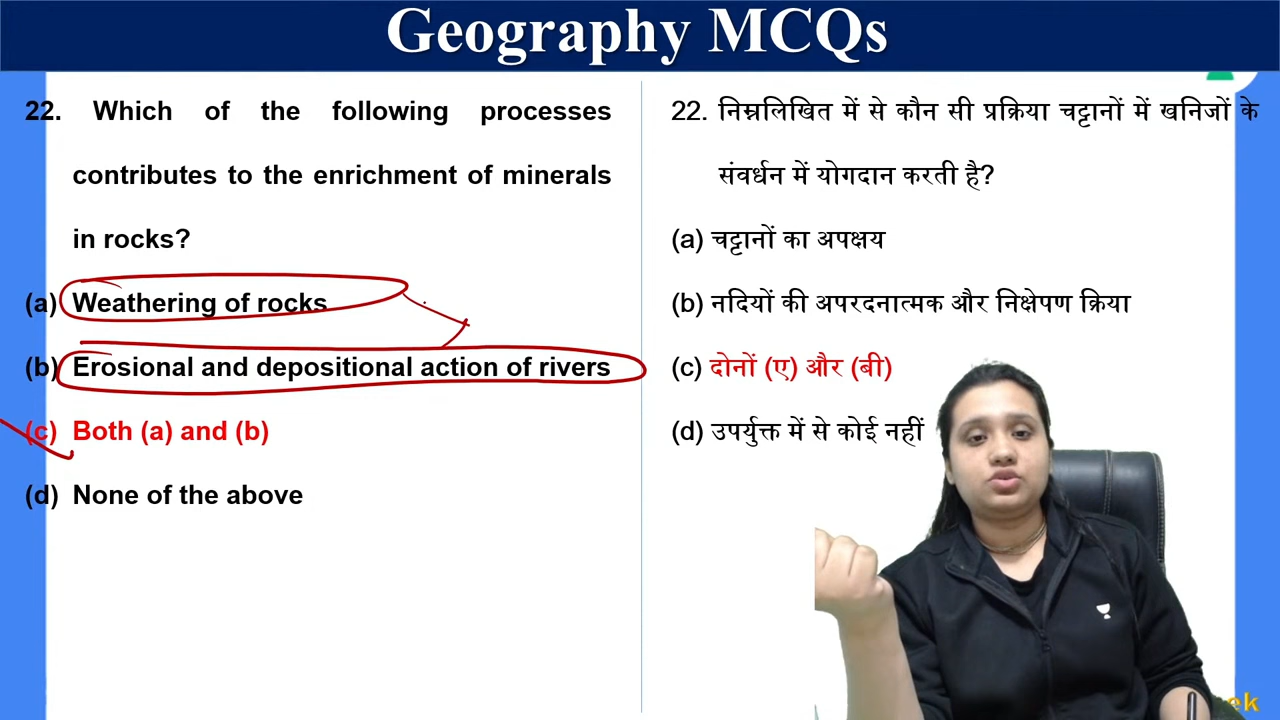 Geography MCQs
22. Which of the following processes
contributes to the enrichment of minerals
in rocks?
(a) Weathering of rocks
(b) Erosional and depositional action of rivers
(c) Both (a) and (b)
(d) None of the above
22. निम्नलिखित में से कौन सी प्रक्रिया चट्टानों में खनिजों के
संवर्धन में योगदान करती है?
(a) चट्टानों का अपक्षय
(b) नदियों की अपरदनात्मक और निक्षेपण क्रिया
(c) दोनों (ए) और (बी)
(d) उपर्युक्त में से कोई नहीं